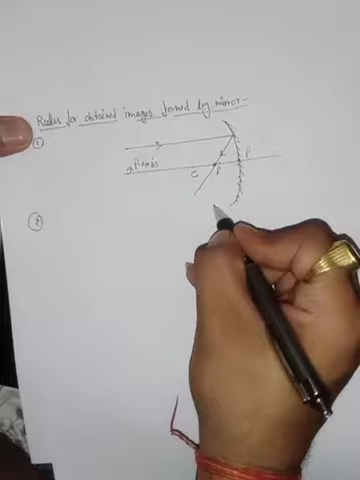 Rules for obtained images formed by mirror-
①
P
P.axis
C
F
②